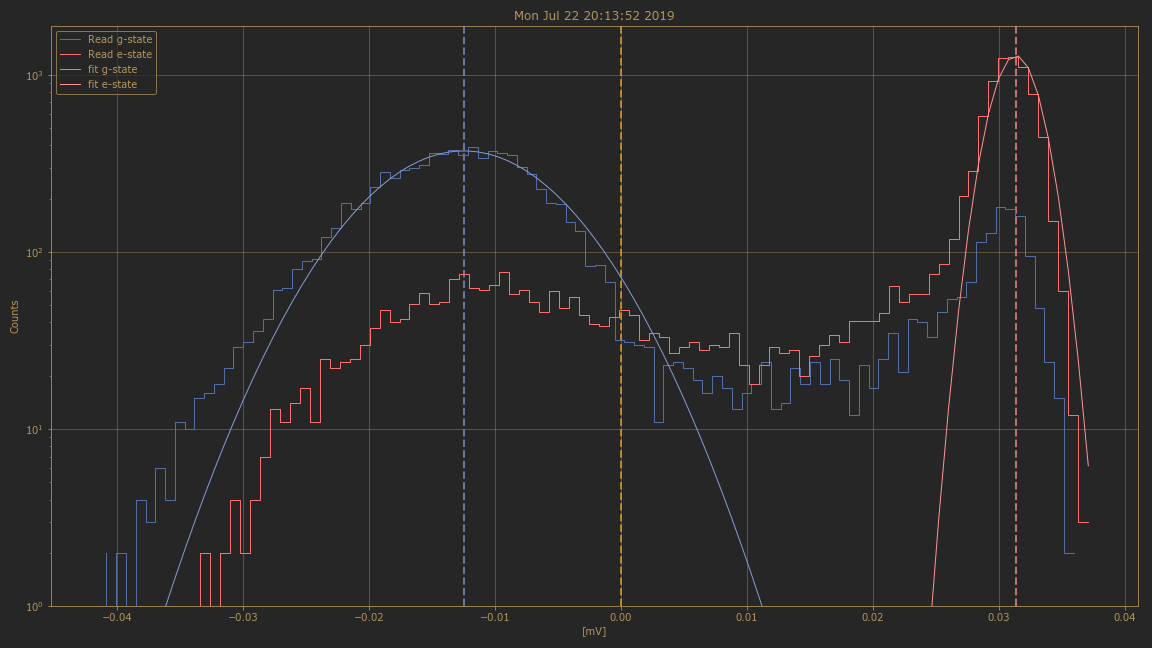 Mon Jul 22 20:13:52 2019
Read g-state
Read e-state
fit g-state
fit e-state
10³
10²
10¹
10⁰
Counts
−0.04 −0.03 −0.02 −0.01 0.00 0.01 0.02 0.03 0.04
[mV]